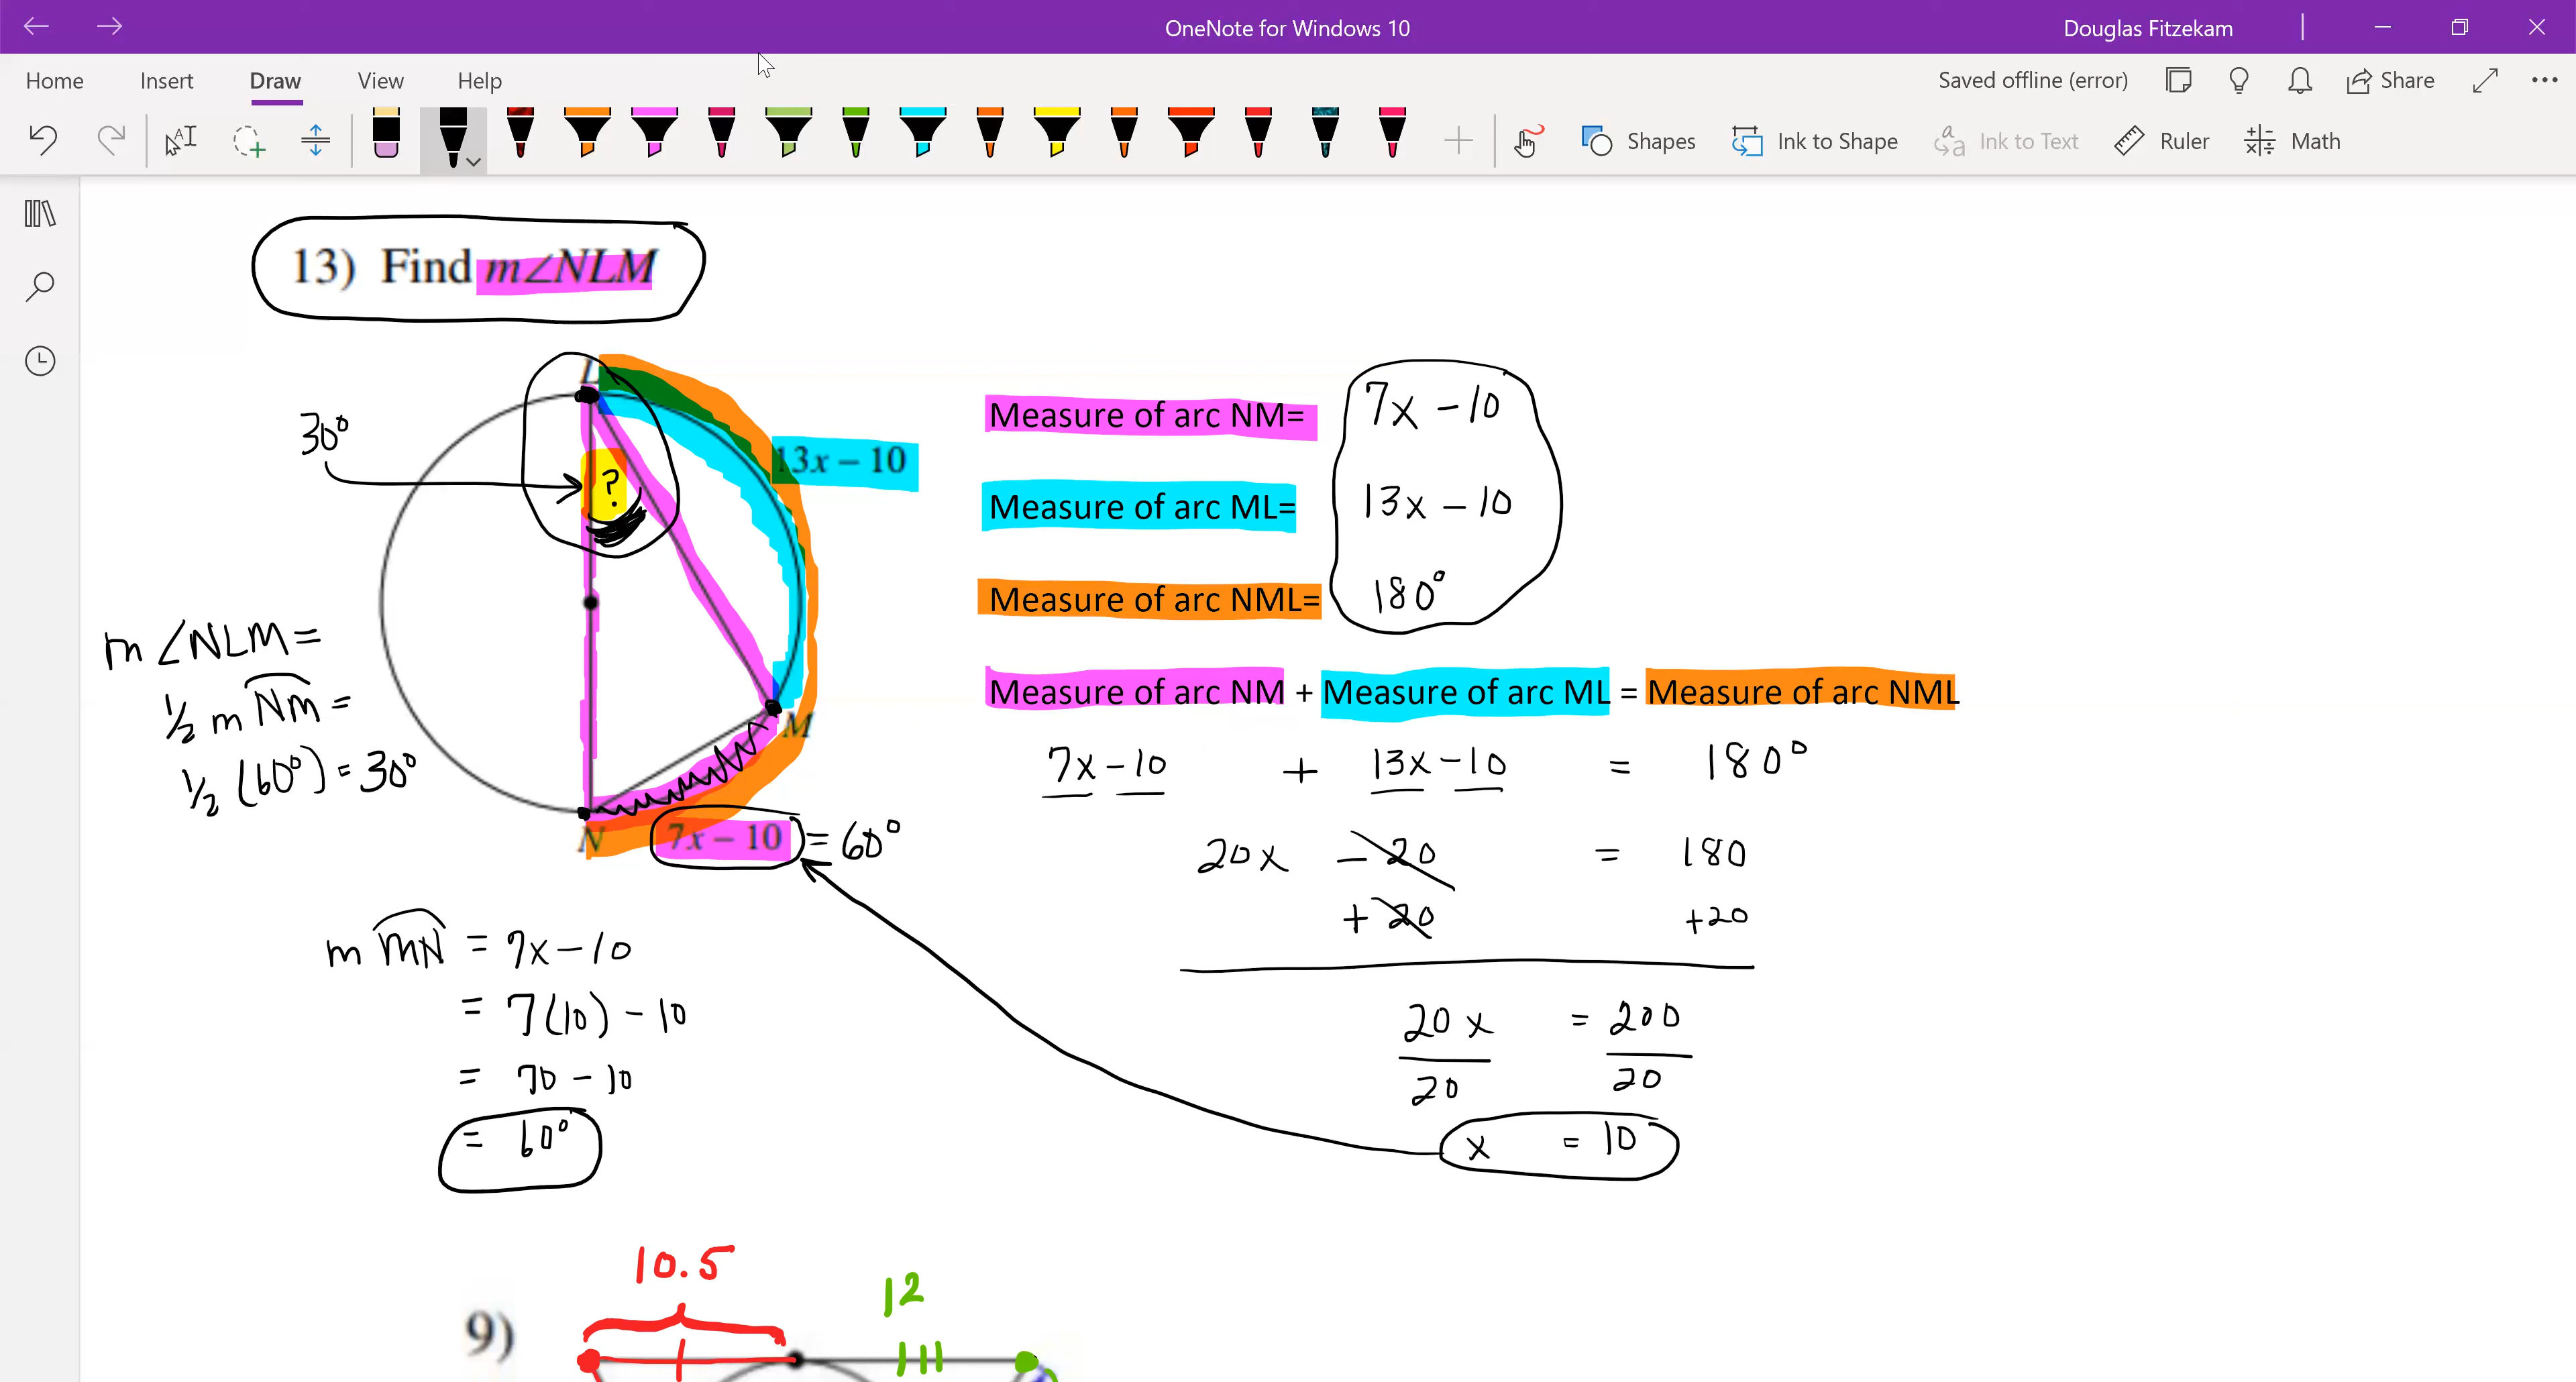 OneNote for Windows 10
Douglas Fitzekam
Home Insert Draw View Help
Saved offline (error) Share
Shapes Ink to Shape Ink to Text Ruler Math
13) Find m∠NLM
L
30°
?
13x – 10
M
N
7x – 10 = 60°
m∠NLM =
½ m NM =
½ (60°) = 30°
m MN = 7x – 10
= 7(10) – 10
= 70 – 10
= 60°
Measure of arc NM= 7x – 10
Measure of arc ML= 13x – 10
Measure of arc NML= 180°
Measure of arc NM + Measure of arc ML = Measure of arc NML
7x – 10 + 13x – 10 = 180°
20x – 20 = 180
+ 20 +20
20x = 200
20 20
x = 10
10.5
12
9)